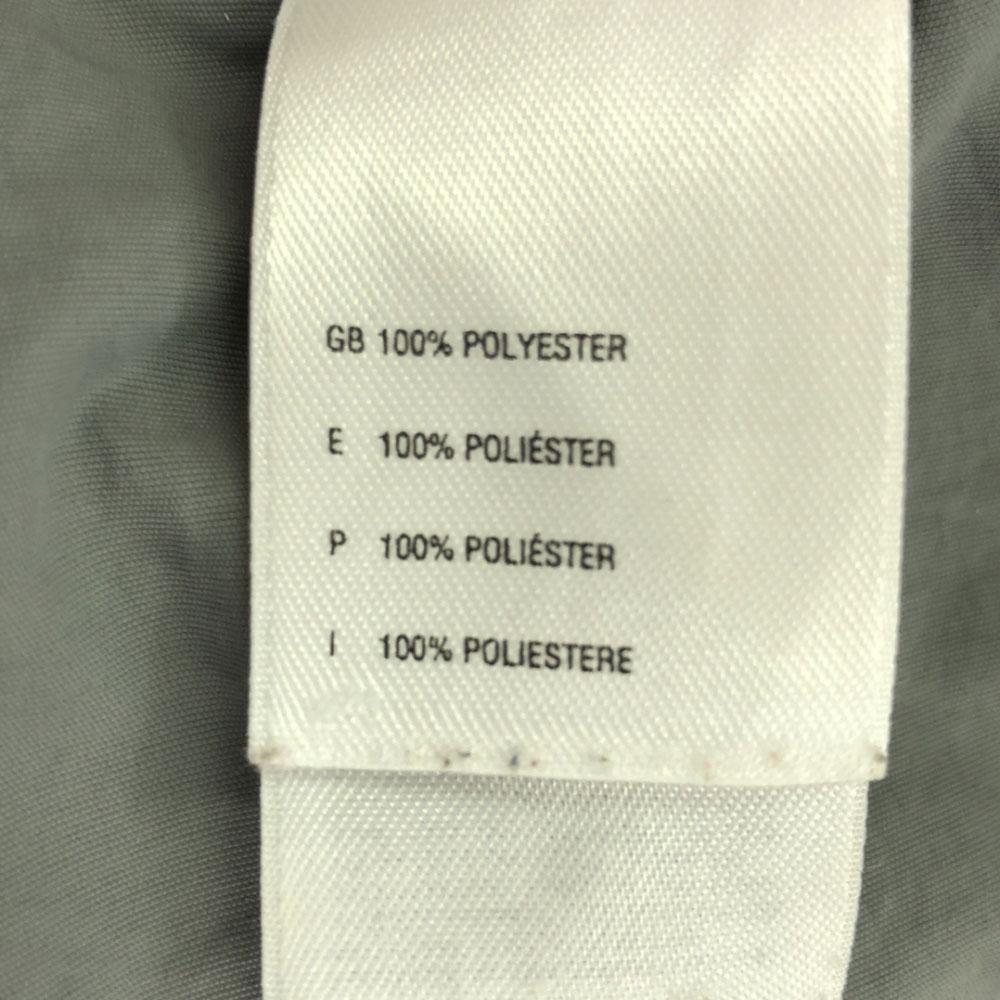 GB 100% POLYESTER
E 100% POLIÉSTER
P 100% POLIÉSTER
I 100% POLIESTERE